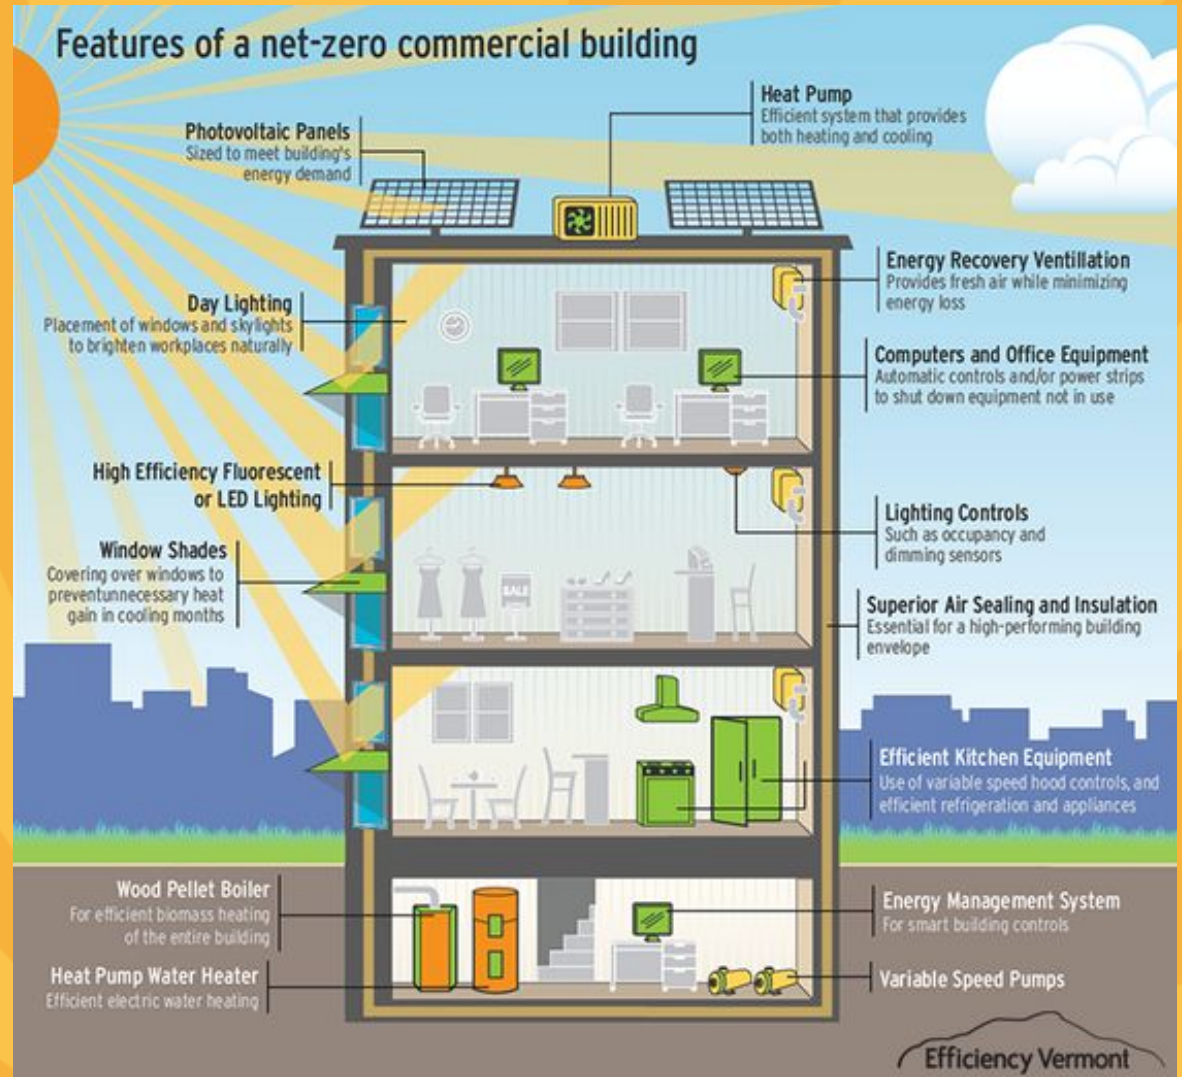 Features of a net-zero commercial building
Heat Pump
Efficient system that provides
both heating and cooling
Photovoltaic Panels
Sized to meet building's
energy demand
Energy Recovery Ventillation
Provides fresh air while minimizing
energy loss
Day Lighting
Placement of windows and skylights
to brighten workplaces naturally
Computers and Office Equipment
Automatic controls and/or power strips
to shut down equipment not in use
High Efficiency Fluorescent
or LED Lighting
Lighting Controls
Such as occupancy and
dimming sensors
Window Shades
Covering over windows to
preventunnecessary heat
gain in cooling months
SALE
Superior Air Sealing and Insulation
Essential for a high-performing building
envelope
Efficient Kitchen Equipment
Use of variable speed hood controls, and
efficient refrigeration and appliances
Wood Pellet Boiler
For efficient biomass heating
of the entire building
Energy Management System
For smart building controls
Heat Pump Water Heater
Efficient electric water heating
Variable Speed Pumps
Efficiency Vermont